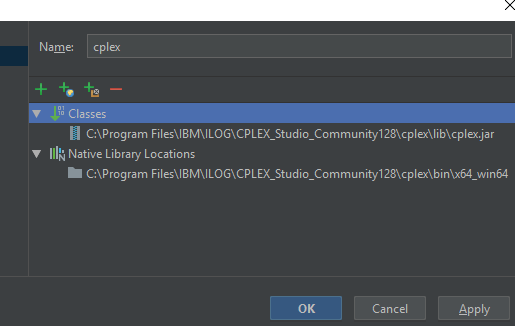 Name: cplex
Classes
C:\Program Files\IBM\ILOG\CPLEX_Studio_Community128\cplex\lib\cplex.jar
Native Library Locations
C:\Program Files\IBM\ILOG\CPLEX_Studio_Community128\cplex\bin\x64_win64
OK Cancel Apply